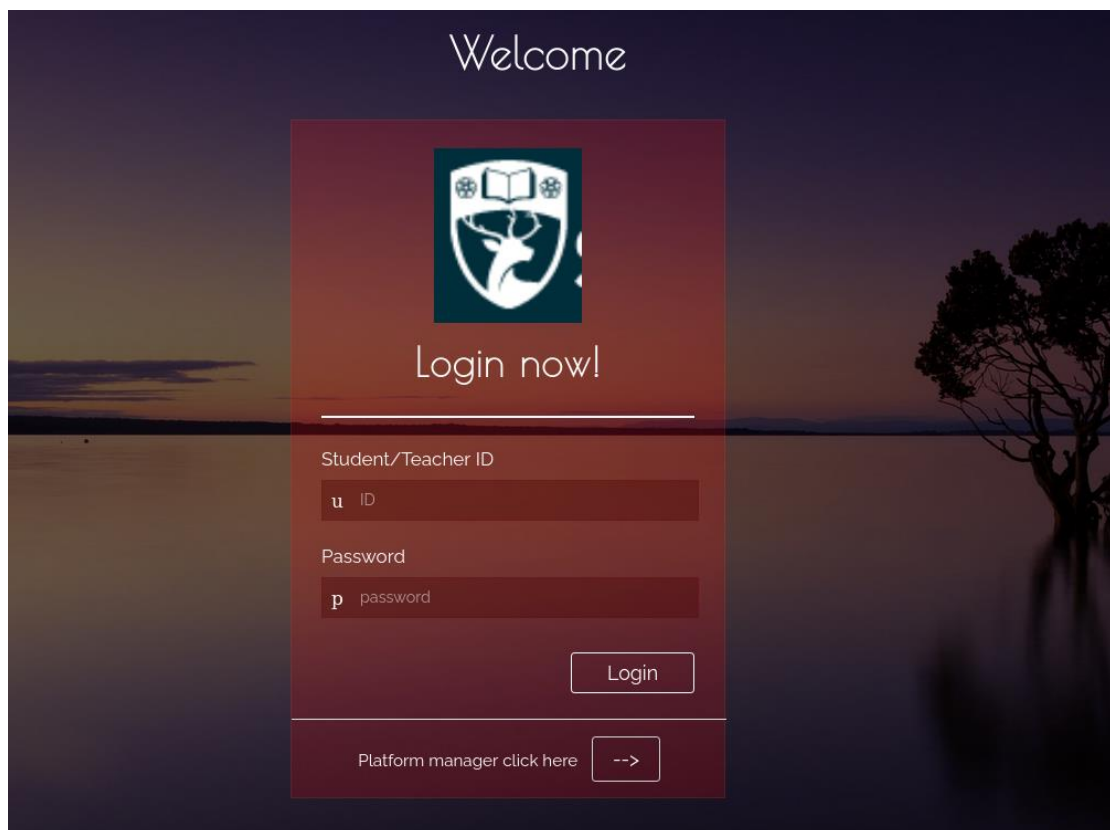 Welcome
Login now!
Student/Teacher ID
u ID
Password
p password
Login
Platform manager click here -->